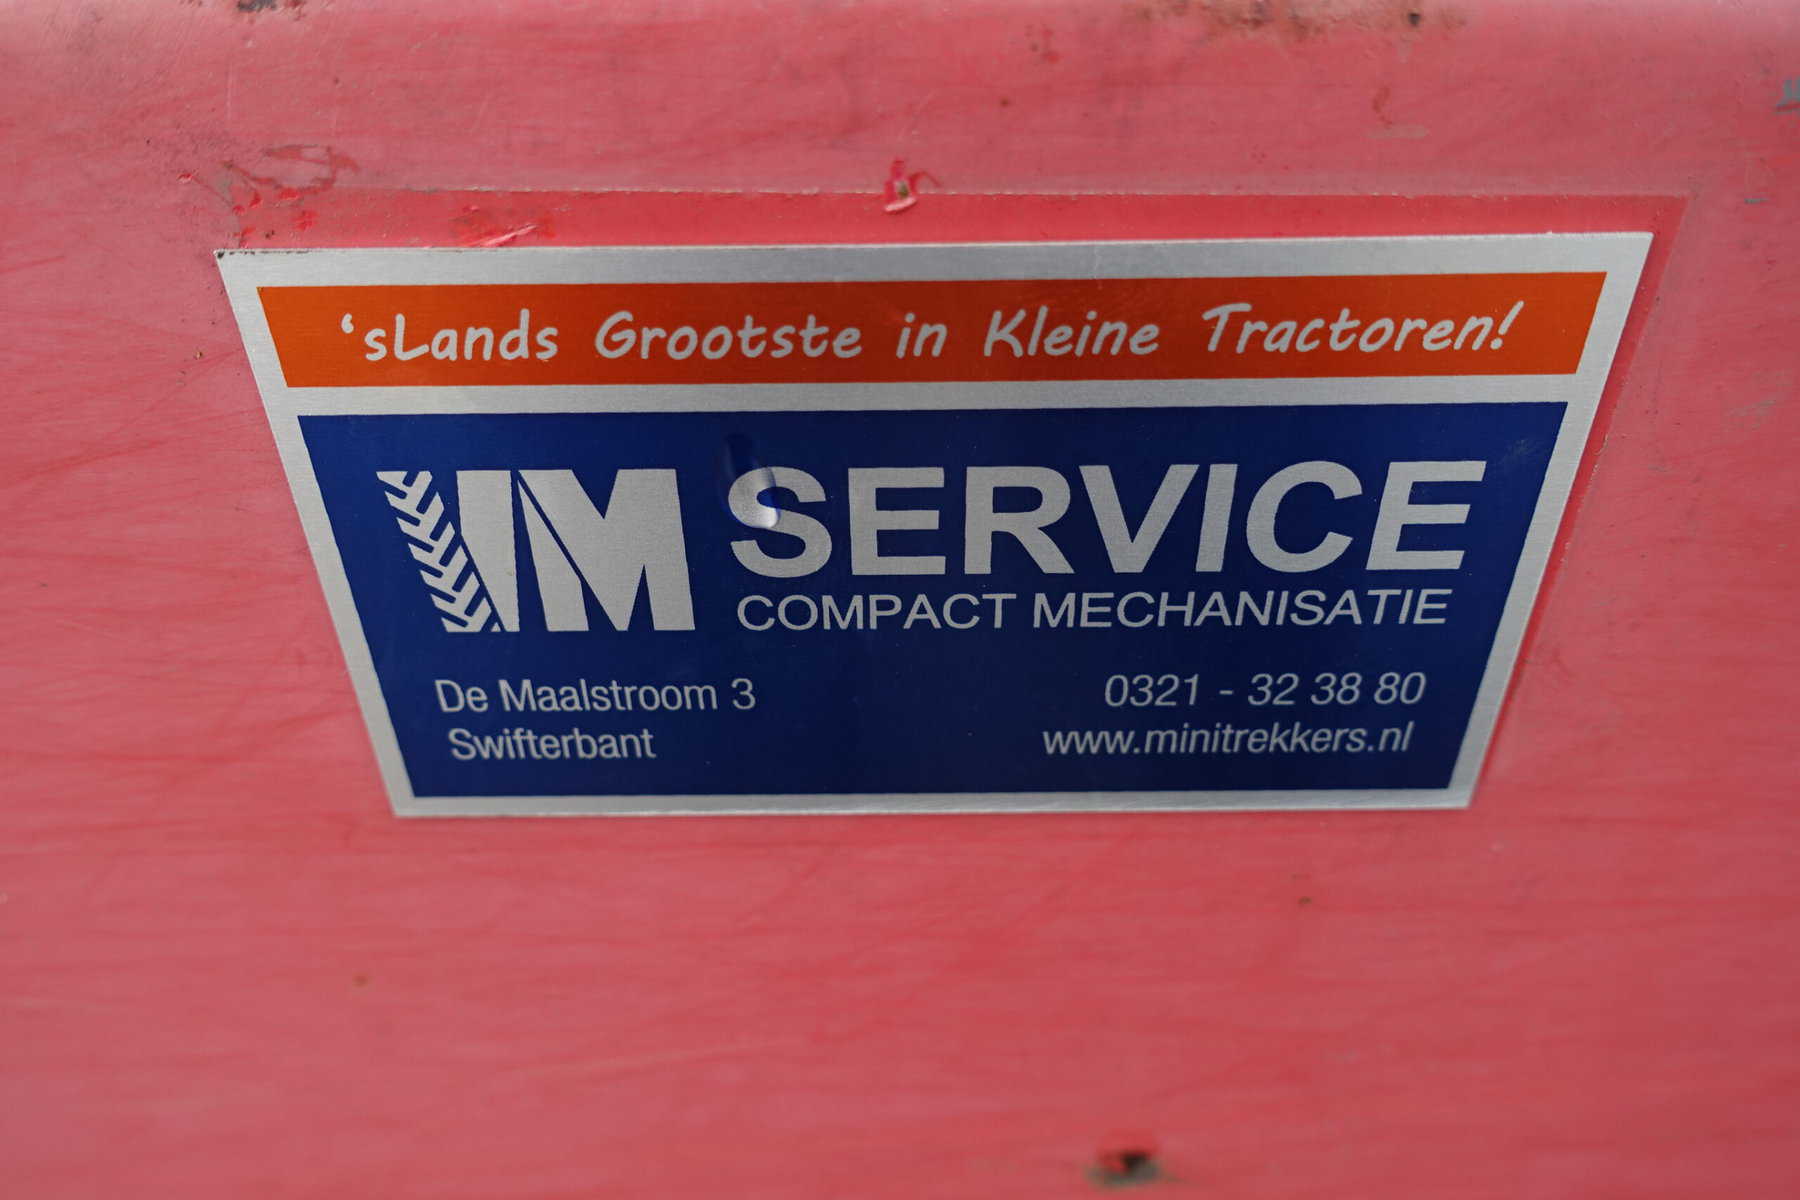 ‘sLands Grootste in Kleine Tractoren!
IM SERVICE
COMPACT MECHANISATIE
De Maalstroom 3
Swifterbant
0321 - 32 38 80
www.minitrekkers.nl